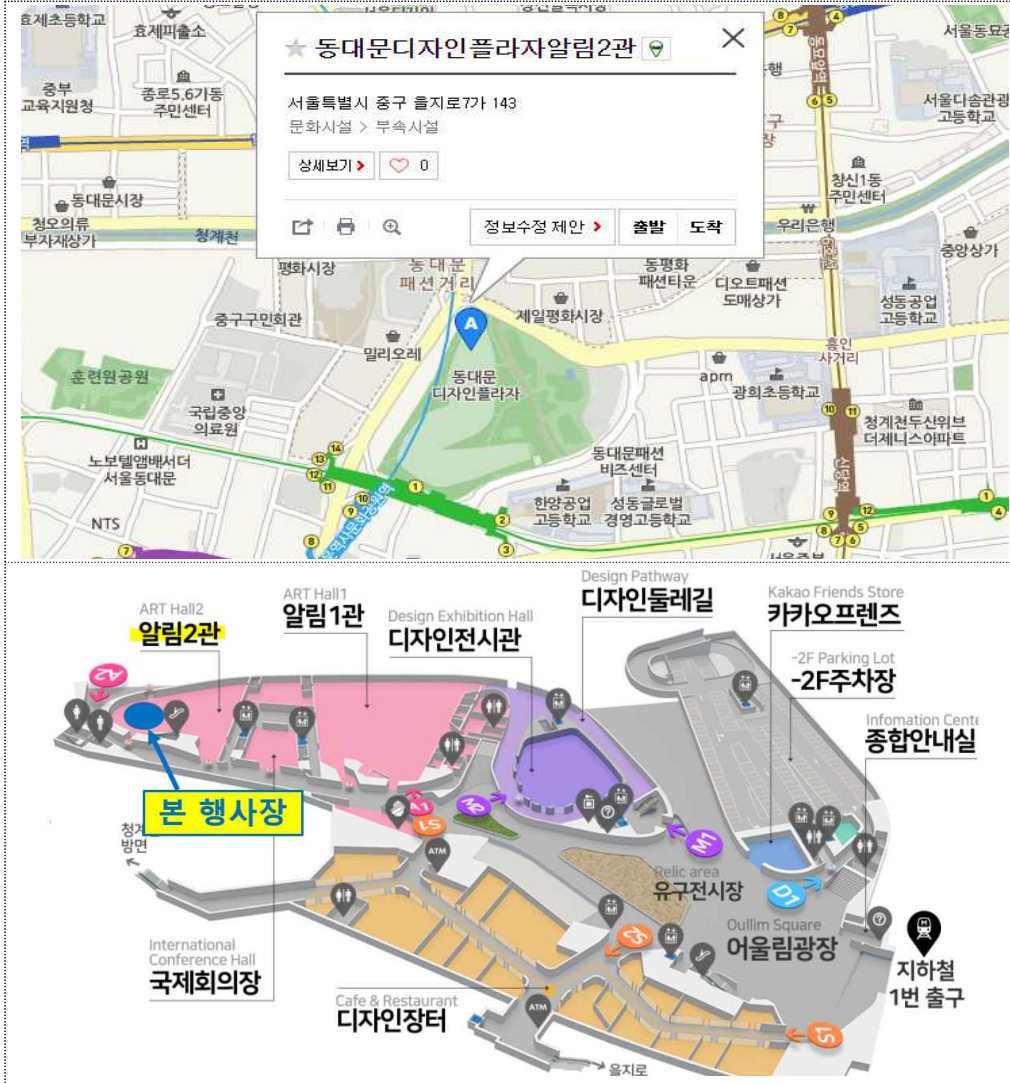 효제초등학교
효제피출소
동묘앞역
서울동묘공
동대문디자인플라자알림2관
서울특별시 중구 을지로7가 143
문화시설 > 부속시설
상세보기
0
정보수정 제안
출발
도착
중부
교육지원청
종로5.6가동
주민센터
서울디솜관광
고등학교
창신1동
주민센터
우리은행
동대문시장
청오의류
부자재상가
청계천
중앙상가
평화시장
동대문
패션거리
동평화
패션타운
디오트패션
도매상가
성동공업
고등학교
중구구민회관
제일평화시장
A
밀리오레
흥인
사거리
훈련원공원
동대문
디자인플라자
apm
광희초등학교
국립중앙
의료원
청계천두산위브
더제니스아파트
노보텔앰배서더
서울동대문
동대문패션
비즈센터
신당역
한양공업
고등학교
성동글로벌
경영고등학교
NTS
ART Hall2
알림2관
ART Hall1
알림1관
Design Exhibition Hall
디자인전시관
Design Pathway
디자인둘레길
Kakao Friends Store
카카오프렌즈
-2F Parking Lot
-2F주차장
Infomation Cente
종합안내실
A2
본 행사장
A1
S1
M2
M1
D1
ATM
방면
Relic area
유구전시장
Oullim Square
어울림광장
S2
International
Conference Hall
국제회의장
Cafe & Restaurant
디자인장터
ATM
지하철
1번 출구
을지로